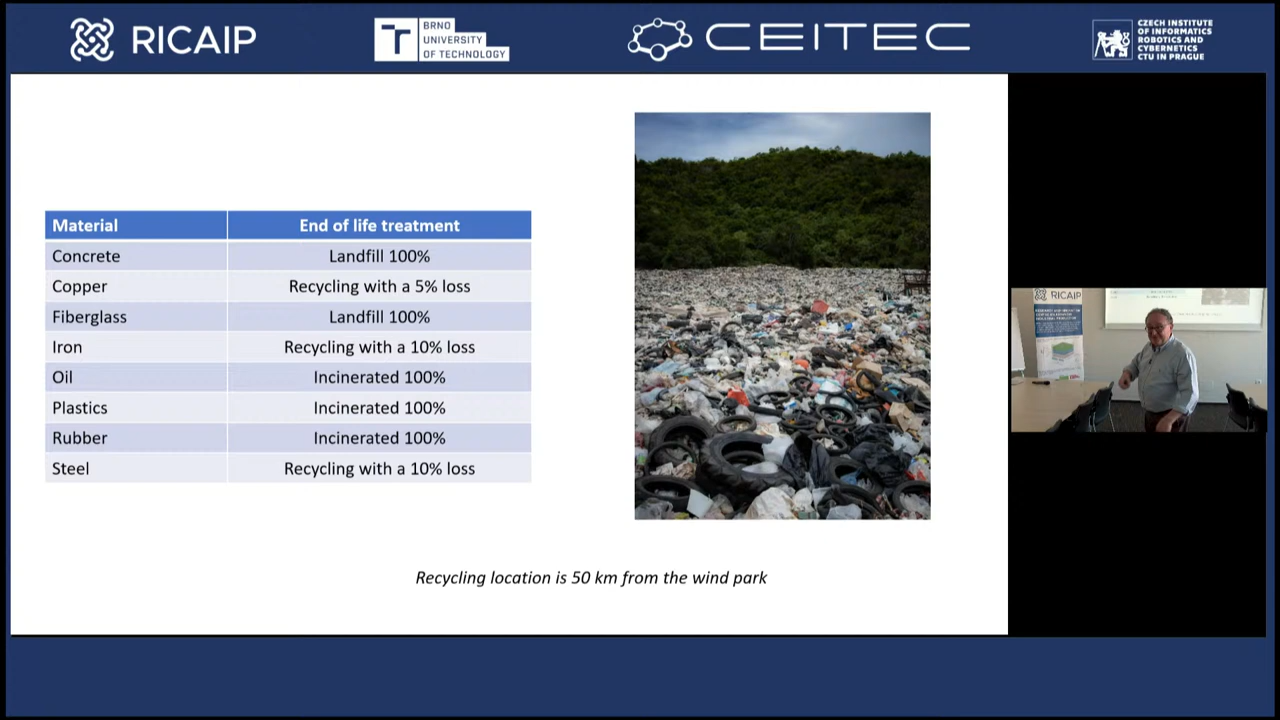 RICAIP
BRNO
UNIVERSITY
OF TECHNOLOGY
CEITEC
CZECH INSTITUTE
OF INFORMATICS
ROBOTICS AND
CYBERNETICS
CTU IN PRAGUE
Material End of life treatment
Concrete Landfill 100%
Copper Recycling with a 5% loss
Fiberglass Landfill 100%
Iron Recycling with a 10% loss
Oil Incinerated 100%
Plastics Incinerated 100%
Rubber Incinerated 100%
Steel Recycling with a 10% loss
Recycling location is 50 km from the wind park
RICAIP